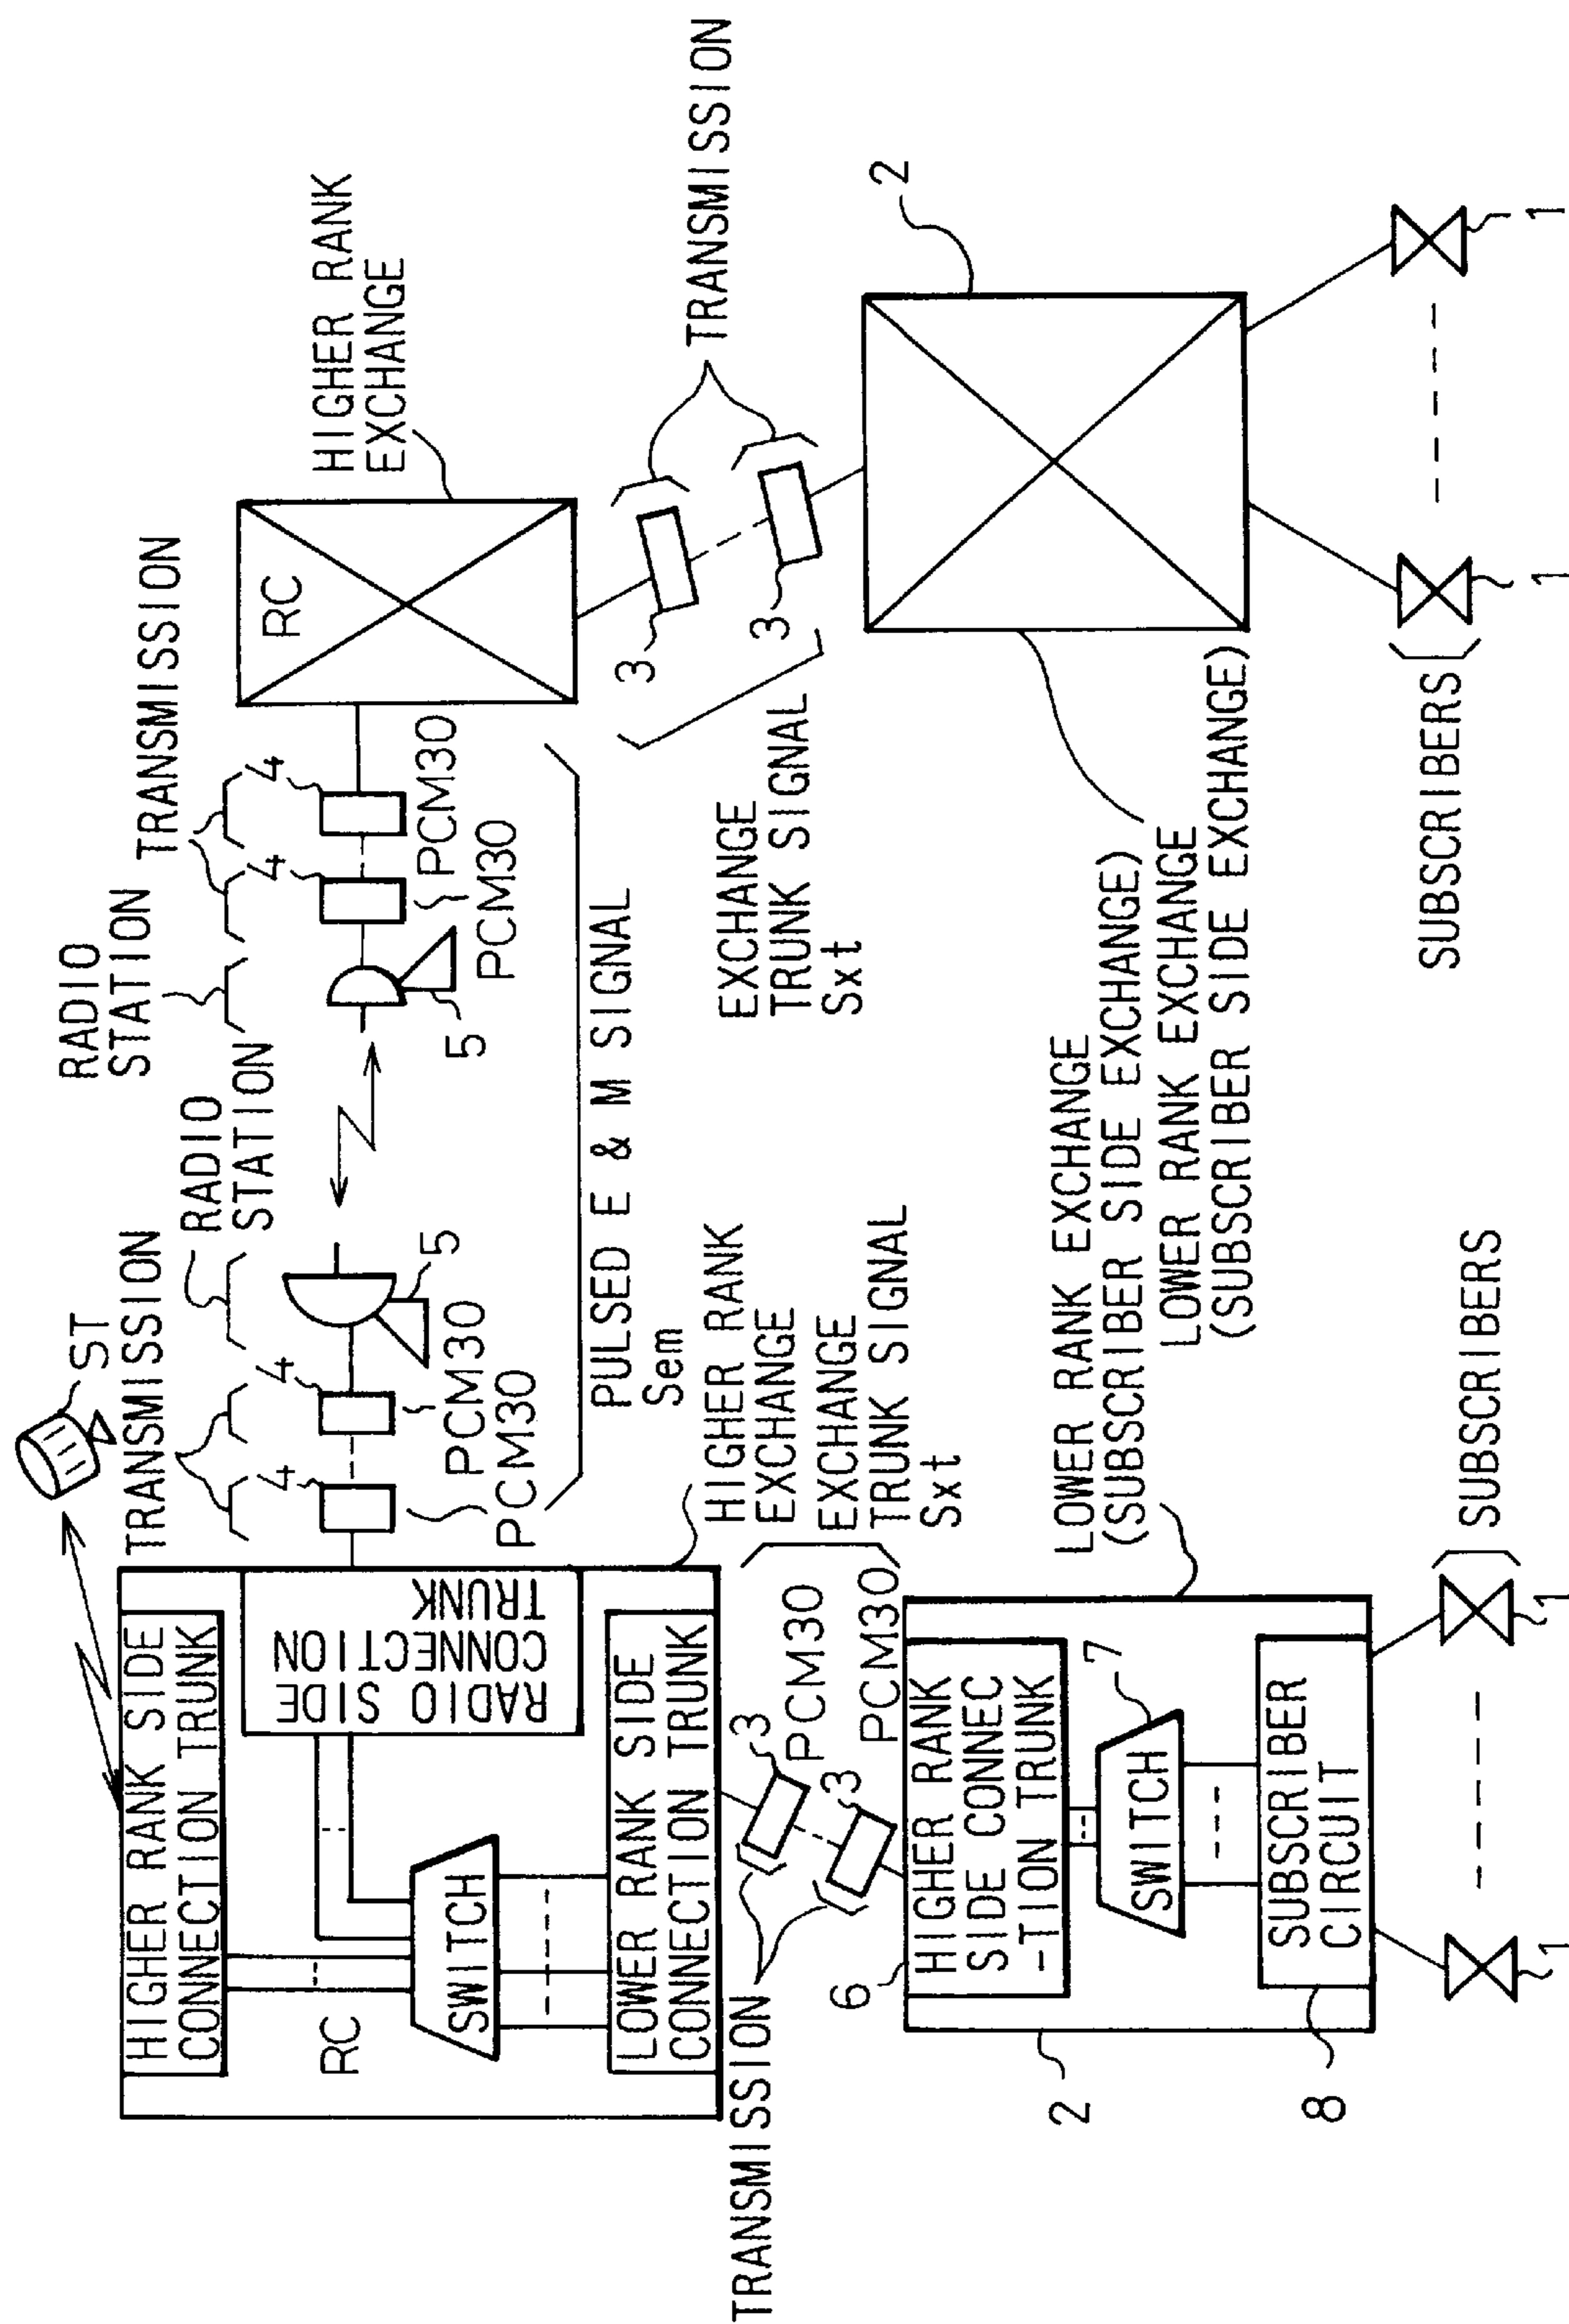 ST
TRANSMISSION
RADIO
STATION
RADIO
STATION
TRANSMISSION
HIGHER RANK
EXCHANGE
HIGHER RANK SIDE
CONNECTION TRUNK
RADIO SIDE
CONNECTION
TRUNK
RC
SWITCH
LOWER RANK SIDE
CONNECTION TRUNK
4
4
PCM30
PCM30
5
5
4
4
PCM30
PCM30
RC
PULSED E & M SIGNAL
Sem
HIGHER RANK
EXCHANGE
EXCHANGE
TRUNK SIGNAL
Sxt
EXCHANGE
TRUNK SIGNAL
Sxt
3
3
TRANSMISSION
TRANSMISSION
3
3
PCM30
PCM30
6
HIGHER RANK
SIDE CONNEC
-TION TRUNK
7
SWITCH
SUBSCRIBER
CIRCUIT
2
8
LOWER RANK EXCHANGE
(SUBSCRIBER SIDE EXCHANGE)
LOWER RANK EXCHANGE
(SUBSCRIBER SIDE EXCHANGE)
2
SUBSCRIBERS
1
1
SUBSCRIBERS
1
1